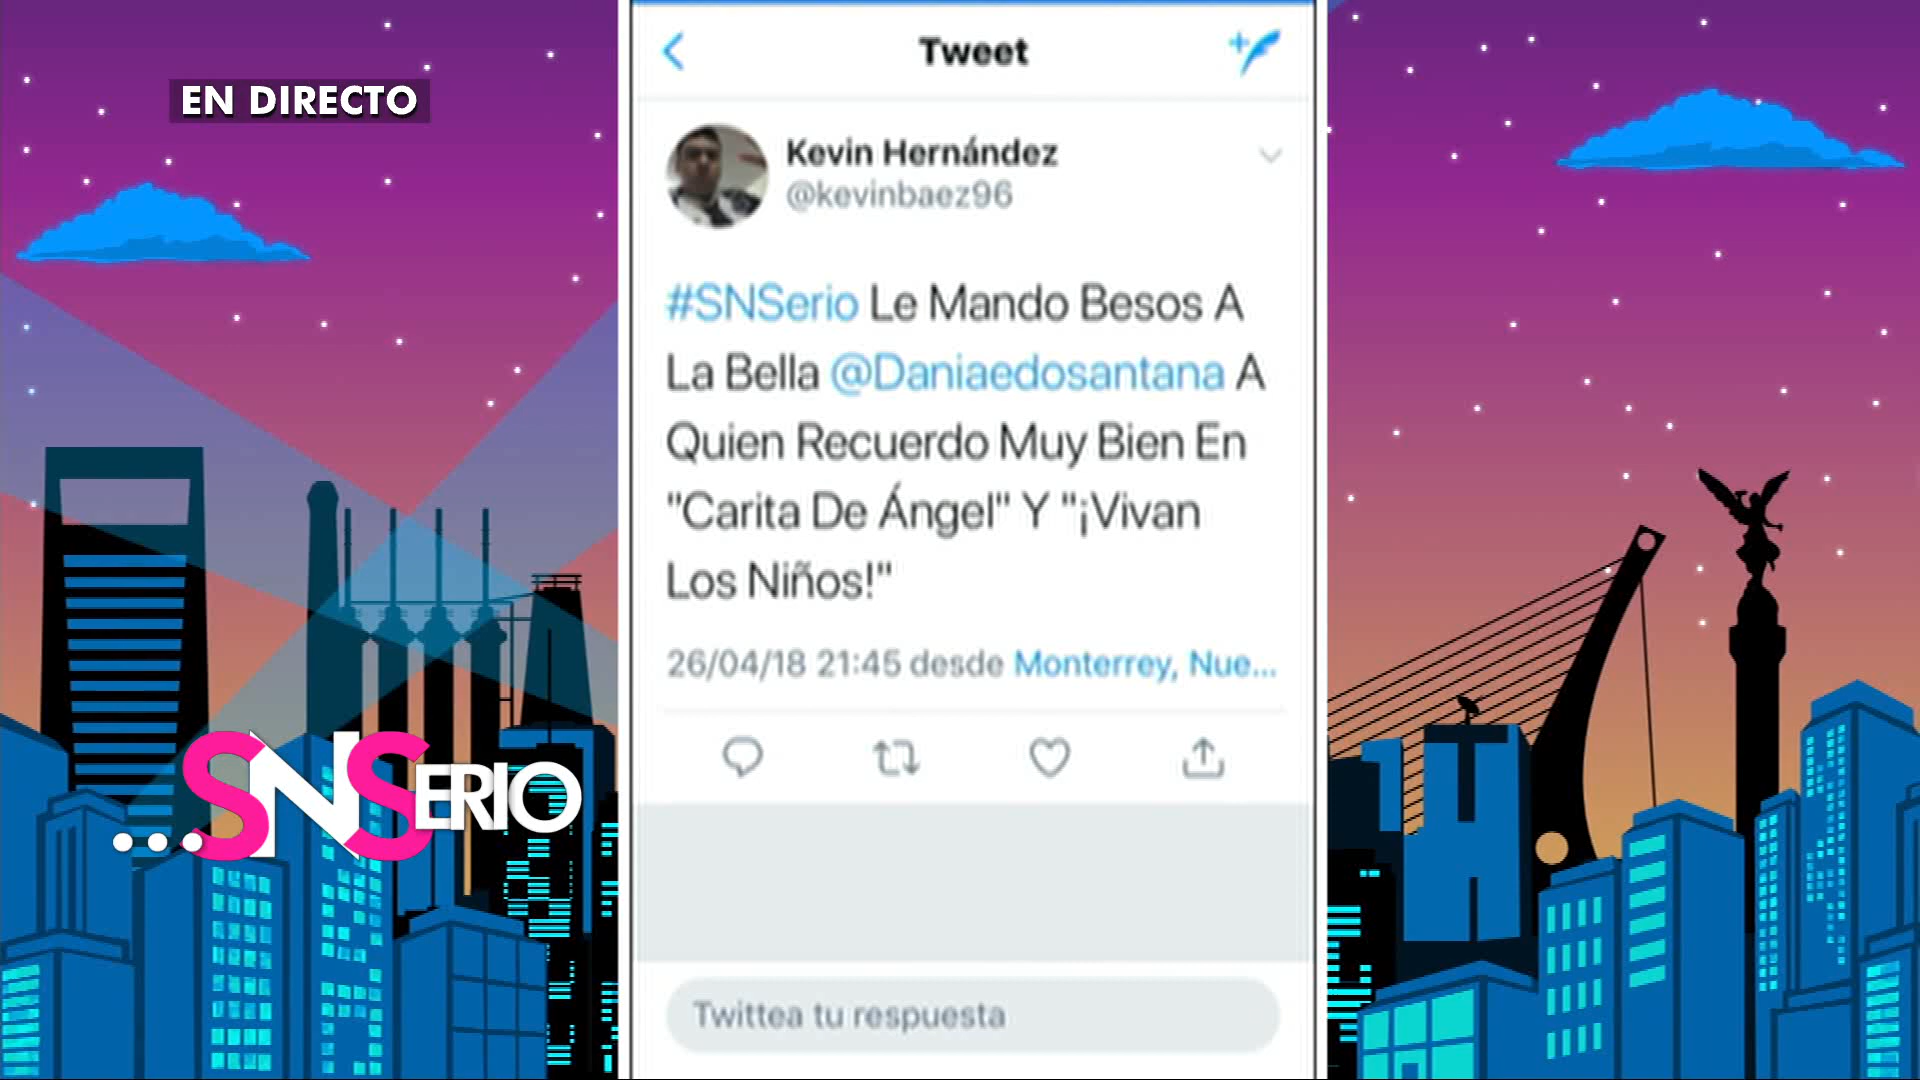 EN DIRECTO
Tweet
Kevin Hernández
@kevinbaez96
#SNSerio Le Mando Besos A
La Bella @Daniaedosantana A
Quien Recuerdo Muy Bien En
"Carita De Ángel" Y "¡Vivan
Los Niños!"
26/04/18 21:45 desde Monterrey, Nue...
...SNSERIO
Twittea tu respuesta